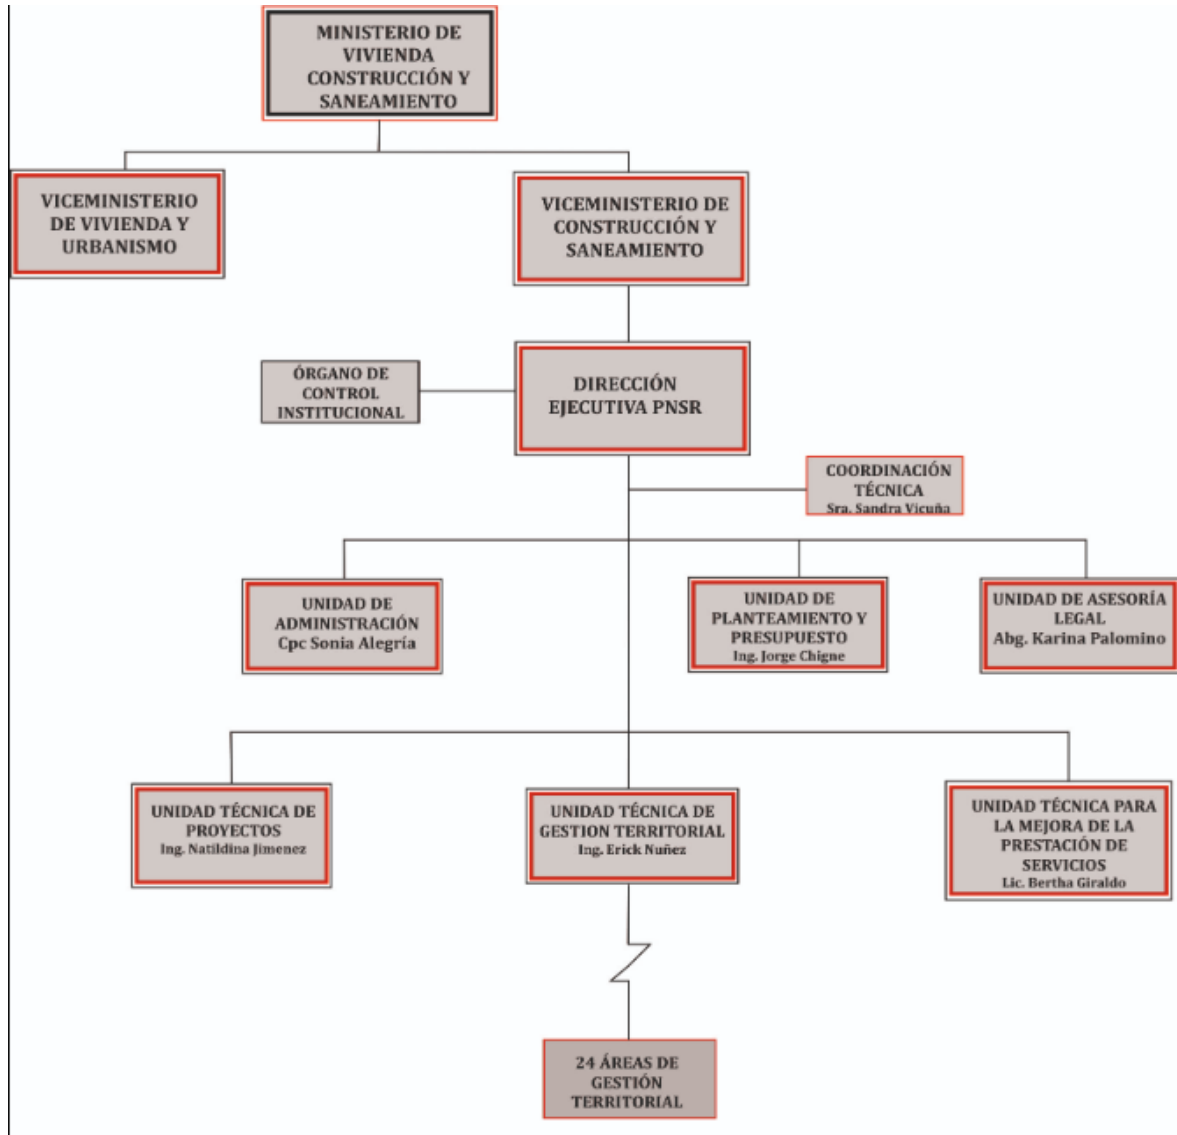 MINISTERIO DE
VIVIENDA
CONSTRUCCIÓN Y
SANEAMIENTO
VICEMINISTERIO
DE VIVIENDA Y
URBANISMO
VICEMINISTERIO DE
CONSTRUCCIÓN Y
SANEAMIENTO
ÓRGANO DE
CONTROL
INSTITUCIONAL
DIRECCIÓN
EJECUTIVA PNSR
COORDINACIÓN
TÉCNICA
Sra. Sandra Vicuña
UNIDAD DE
ADMINISTRACIÓN
Cpc Sonia Alegría
UNIDAD DE
PLANTEAMIENTO Y
PRESUPUESTO
Ing. Jorge Chigne
UNIDAD DE ASESORÍA
LEGAL
Abg. Karina Palomino
UNIDAD TÉCNICA DE
PROYECTOS
Ing. Natildina Jimenez
UNIDAD TÉCNICA DE
GESTION TERRITORIAL
Ing. Erick Nuñez
UNIDAD TÉCNICA PARA
LA MEJORA DE LA
PRESTACIÓN DE
SERVICIOS
Lic. Bertha Giraldo
24 ÁREAS DE
GESTIÓN
TERRITORIAL